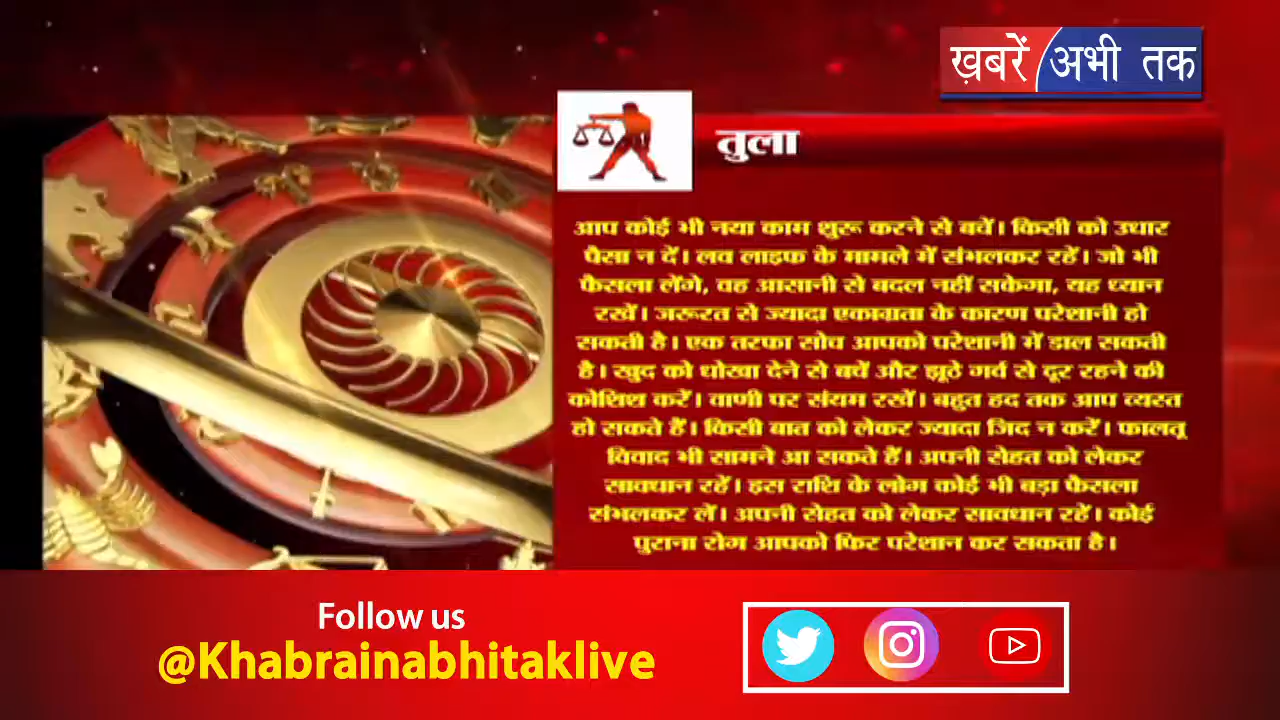 ख़बरें अभी तक
तुला
आप कोई भी नया काम शुरू करने से बचें। किसी को उधार
पैसा न दें। लव लाइफ के मामले में संभलकर रहें। जो भी
फैसला लेंगे, वह आसानी से बदल नहीं सकेगा, यह ध्यान
रखें। जरूरत से ज्यादा एकाग्रता के कारण परेशानी हो
सकती है। एक तरफा सोच आपको परेशानी में डाल सकती
है। खुद को धोखा देने से बचें और झूठे गर्व से दूर रहने की
कोशिश करें। वाणी पर संयम रखें। बहुत हद तक आप व्यस्त
हो सकते हैं। किसी बात को लेकर ज्यादा जिद न करें। फालतू
विवाद भी सामने आ सकते हैं। अपनी सेहत को लेकर
सावधान रहें। इस राशि के लोग कोई भी बड़ा फैसला
संभलकर लें। अपनी सेहत को लेकर सावधान रहें। कोई
पुराना रोग आपको फिर परेशान कर सकता है।
Follow us
@Khabrainabhitaklive